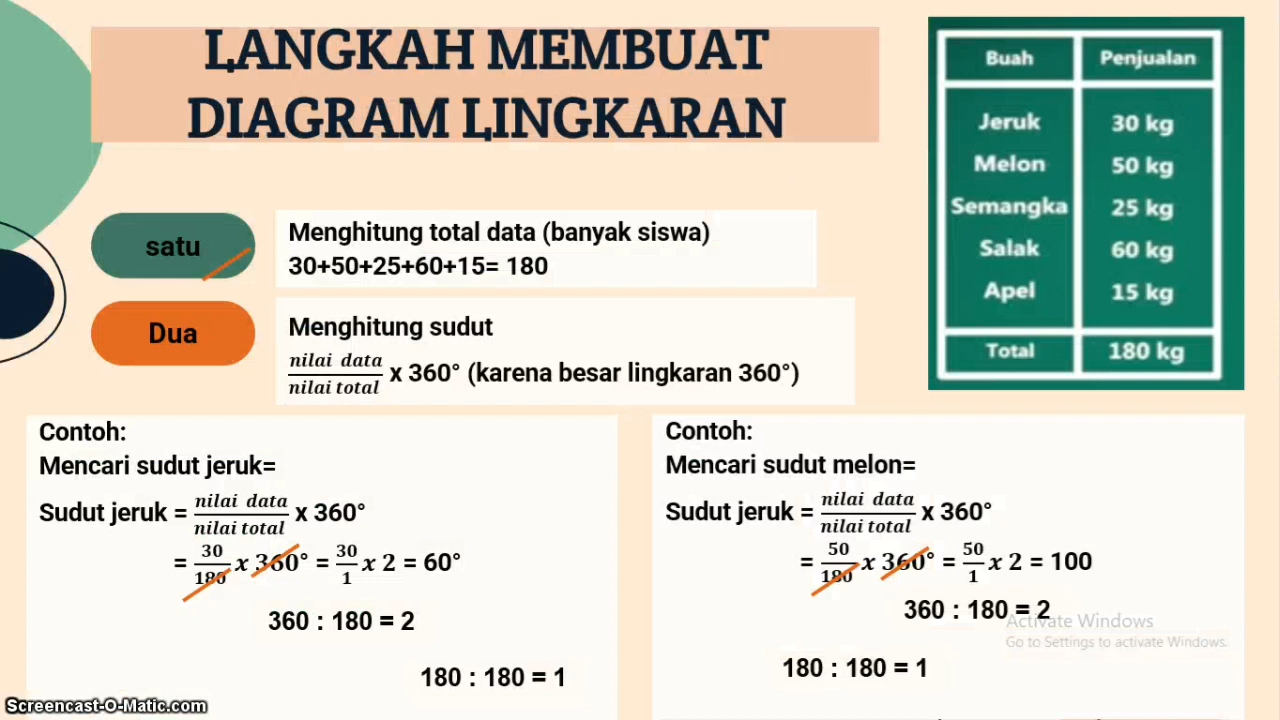 LANGKAH MEMBUAT
DIAGRAM LINGKARAN
satu
Menghitung total data (banyak siswa)
30+50+25+60+15= 180
Dua
Menghitung sudut
nilai data
nilai total
x 360° (karena besar lingkaran 360°)
Buah Penjualan
Jeruk 30 kg
Melon 50 kg
Semangka 25 kg
Salak 60 kg
Apel 15 kg
Total 180 kg
Contoh:
Mencari sudut jeruk=
Sudut jeruk = nilai data / nilai total x 360°
= 30/180 x 360° = 30/1 x 2 = 60°
360 : 180 = 2
180 : 180 = 1
Contoh:
Mencari sudut melon=
Sudut jeruk = nilai data / nilai total x 360°
= 50/180 x 360° = 50/1 x 2 = 100
360 : 180 = 2
180 : 180 = 1
Activate Windows
Go to Settings to activate Windows.
Screencast-O-Matic.com